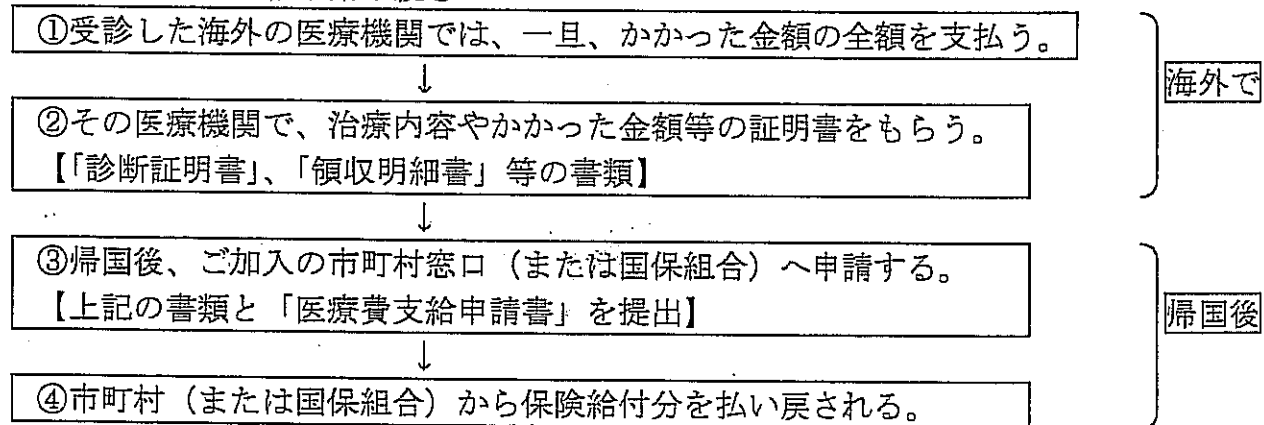 ①受診した海外の医療機関では、一旦、かかった金額の全額を支払う。
↓
②その医療機関で、治療内容やかかった金額等の証明書をもらう。
【「診断証明書」、「領収明細書」等の書類】
海外で
↓
③帰国後、ご加入の市町村窓口（または国保組合）へ申請する。
【上記の書類と「医療費支給申請書」を提出】
↓
④市町村（または国保組合）から保険給付分を払い戻される。
帰国後